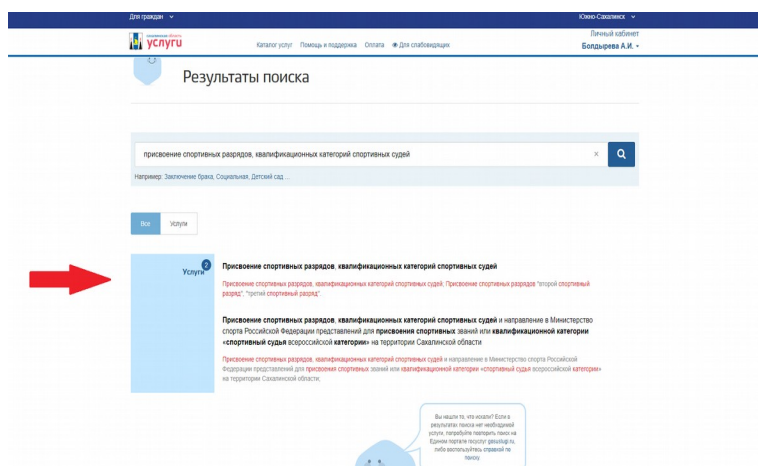 Для граждан
Южно-Сахалинск
услуги
Каталог услуг Помощь и поддержка Оплата Для слабовидящих
Личный кабинет
Болдырева А.И.
Результаты поиска
присвоение спортивных разрядов, квалификационных категорий спортивных судей ×
Например: Заключение брака, Социальная, Детский сад ...
Все Услуги
Услуги 2
Присвоение спортивных разрядов, квалификационных категорий спортивных судей
Присвоение спортивных разрядов, квалификационных категорий спортивных судей: Присвоение спортивных разрядов "второй спортивный
разряд", "третий спортивный разряд".
Присвоение спортивных разрядов, квалификационных категорий спортивных судей и направление в Министерство
спорта Российской Федерации представлений для присвоения спортивных званий или квалификационной категории
«спортивный судья всероссийской категории» на территории Сахалинской области
Присвоение спортивных разрядов, квалификационных категорий спортивных судей и направление в Министерство спорта Российской
Федерации представлений для присвоения спортивных званий или квалификационной категории «спортивный судья всероссийской категории»
на территории Сахалинской области.
Вы нашли то, что искали? Если в
результатах поиска нет необходимой
услуги, попробуйте повторить поиск на
Едином портале госуслуг gosuslugi.ru,
либо воспользуйтесь справкой по
поиску